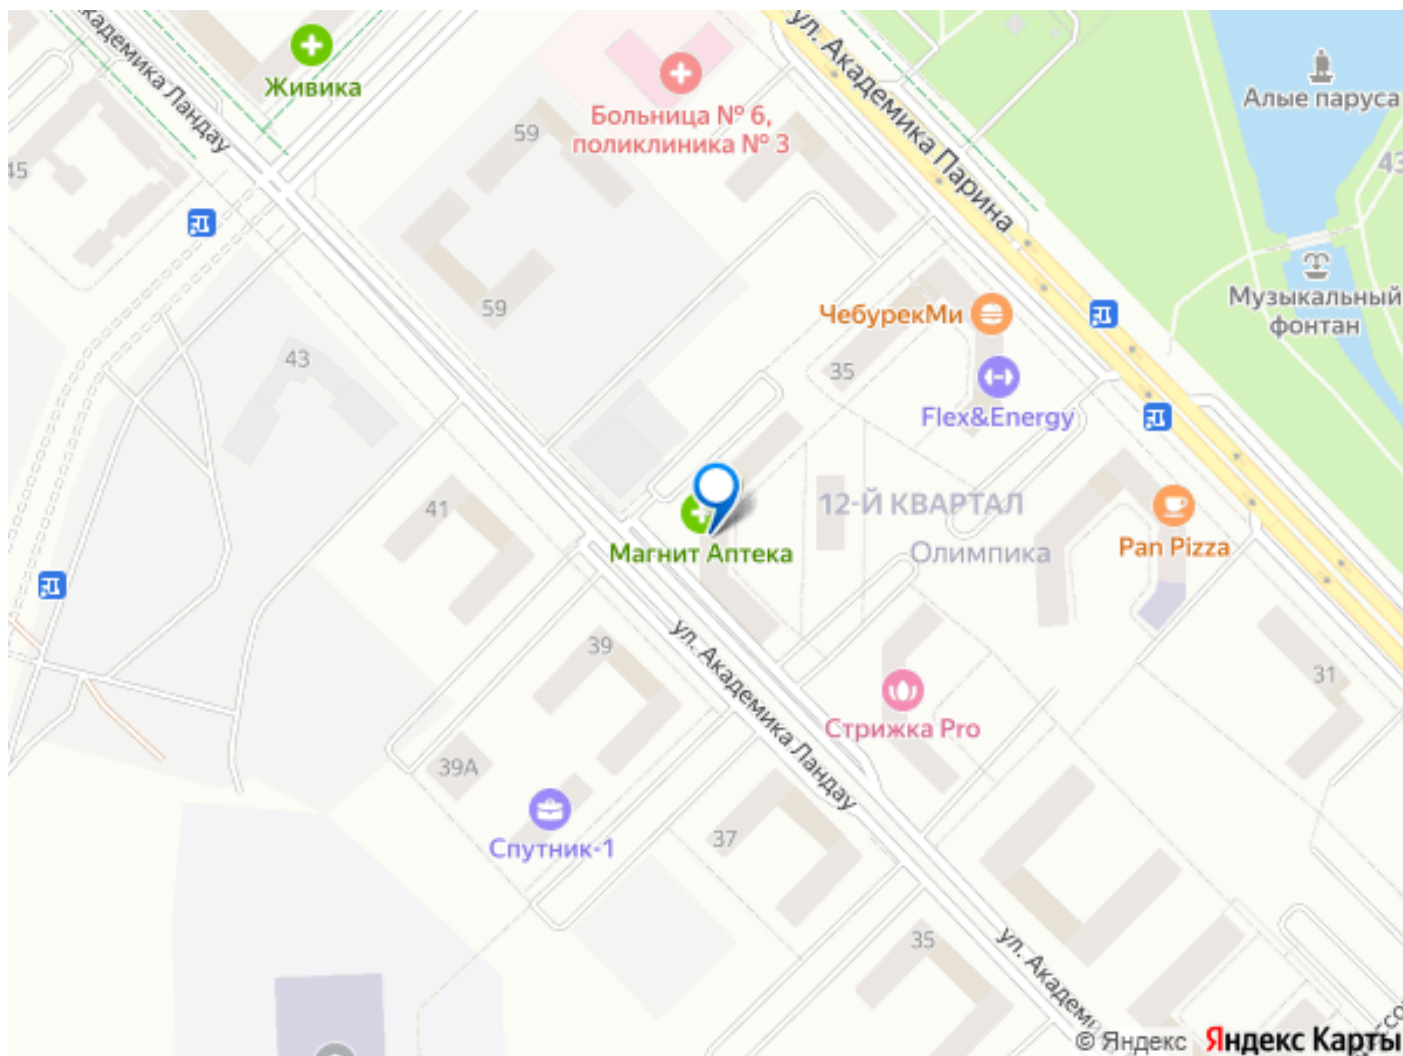 Академика Ландау
Живика
Больница № 6,
поликлиника № 3
ул. Академика Парина
Алые паруса
43
45
59
Музыкальный
фонтан
59
ЧебурекМи
43
35
Flex&Energy
41
12-Й КВАРТАЛ
Магнит Аптека
Олимпика
Pan Pizza
39
ул. Академика Ландау
31
Стрижка Pro
39А
Спутник-1
37
35
ул. Академи
© Яндекс Яндекс Карты